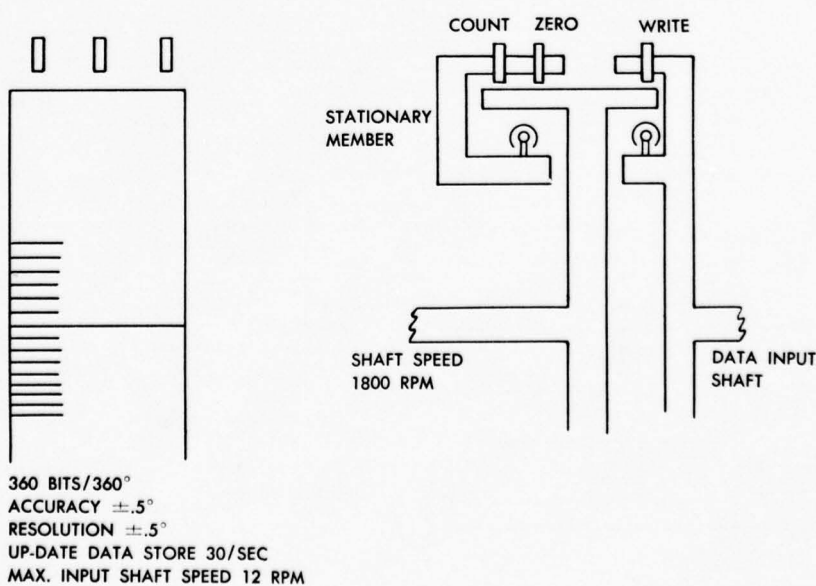 COUNT ZERO WRITE
STATIONARY
MEMBER
SHAFT SPEED
1800 RPM
DATA INPUT
SHAFT
360 BITS/360°
ACCURACY ±.5°
RESOLUTION ±.5°
UP-DATE DATA STORE 30/SEC
MAX. INPUT SHAFT SPEED 12 RPM